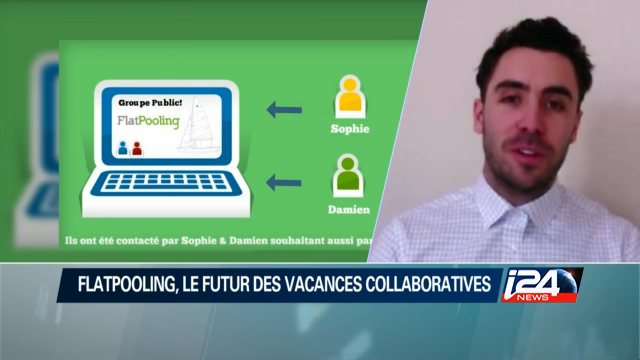 Groupe Public!
FlatPooling
Sophie
Damien
Ils ont été contacté par Sophie & Damien souhaitant aussi par
FLATPOOLING, LE FUTUR DES VACANCES COLLABORATIVES
i24
NEWS